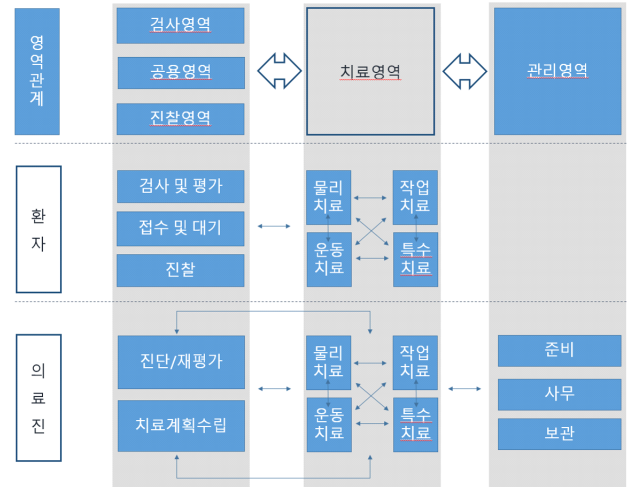 영역관계
검사영역
공용영역
진찰영역
치료영역
관리영역
환자
검사 및 평가
접수 및 대기
진찰
물리
치료
작업
치료
운동
치료
특수
치료
의료진
진단/재평가
치료계획수립
물리
치료
작업
치료
운동
치료
특수
치료
준비
사무
보관